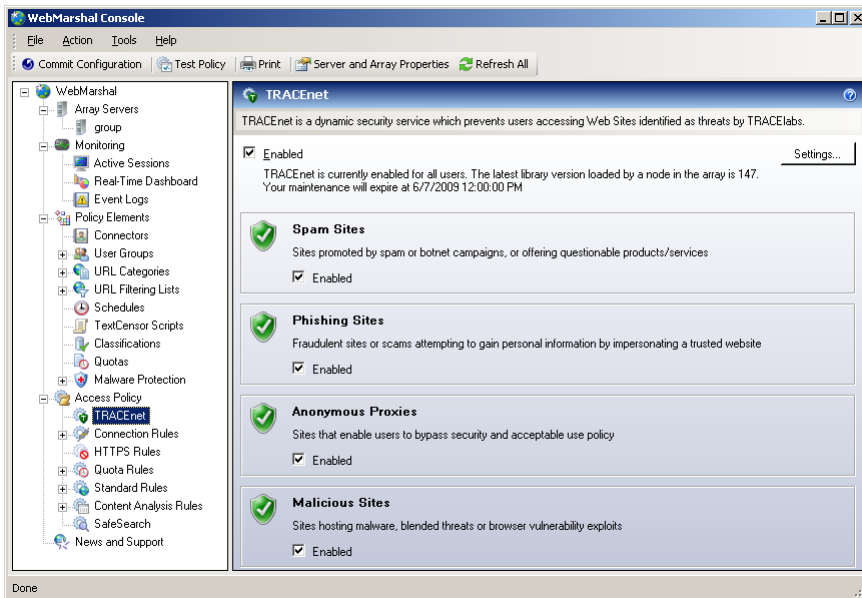 WebMarshal Console
File Action Tools Help
Commit Configuration Test Policy Print Server and Array Properties Refresh All
WebMarshal
Array Servers
group
Monitoring
Active Sessions
Real-Time Dashboard
Event Logs
Policy Elements
Connectors
User Groups
URL Categories
URL Filtering Lists
Schedules
TextCensor Scripts
Classifications
Quotas
Malware Protection
Access Policy
TRACEnet
Connection Rules
HTTPS Rules
Quota Rules
Standard Rules
Content Analysis Rules
SafeSearch
News and Support
TRACEnet
TRACEnet is a dynamic security service which prevents users accessing Web Sites identified as threats by TRACElabs.
Enabled
Settings...
TRACEnet is currently enabled for all users. The latest library version loaded by a node in the array is 147.
Your maintenance will expire at 6/7/2009 12:00:00 PM
Spam Sites
Sites promoted by spam or botnet campaigns, or offering questionable products/services
Enabled
Phishing Sites
Fraudulent sites or scams attempting to gain personal information by impersonating a trusted website
Enabled
Anonymous Proxies
Sites that enable users to bypass security and acceptable use policy
Enabled
Malicious Sites
Sites hosting malware, blended threats or browser vulnerability exploits
Enabled
Done